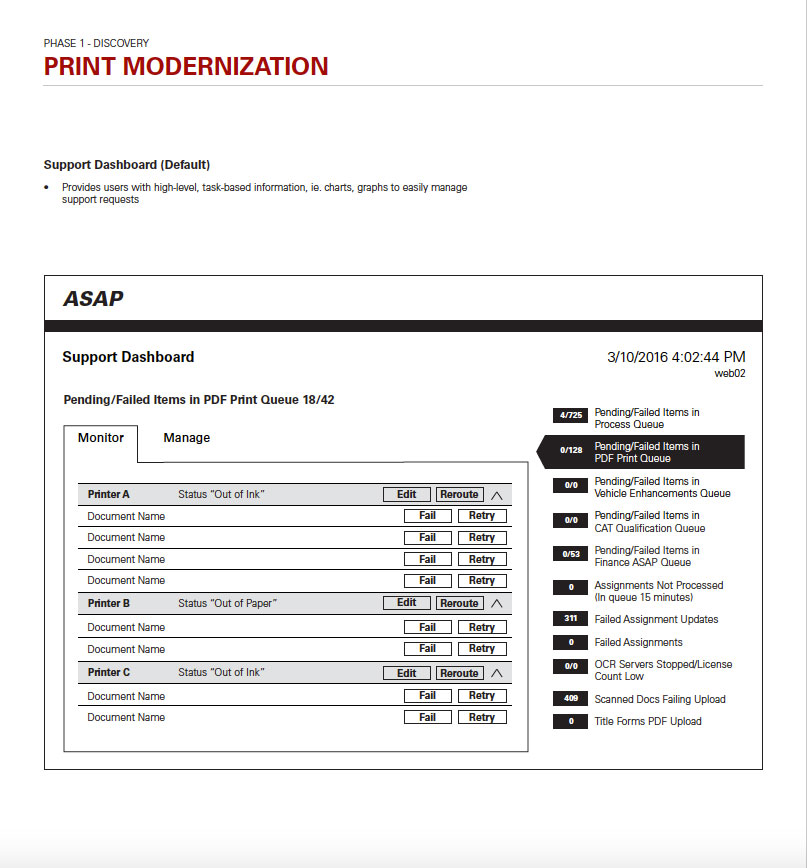 PHASE 1 - DISCOVERY
PRINT MODERNIZATION
Support Dashboard (Default)
• Provides users with high-level, task-based information, ie. charts, graphs to easily manage
support requests
ASAP
Support Dashboard
3/10/2016 4:02:44 PM
web02
Pending/Failed Items in PDF Print Queue 18/42
Monitor
Manage
Printer A Status “Out of Ink” Edit Reroute
Document Name Fail Retry
Document Name Fail Retry
Document Name Fail Retry
Document Name Fail Retry
Printer B Status “Out of Paper” Edit Reroute
Document Name Fail Retry
Document Name Fail Retry
Printer C Status “Out of Ink” Edit Reroute
Document Name Fail Retry
Document Name Fail Retry
4/725 Pending/Failed Items in
Process Queue
0/128 Pending/Failed Items in
PDF Print Queue
0/0 Pending/Failed Items in
Vehicle Enhancements Queue
0/0 Pending/Failed Items in
CAT Qualification Queue
0/53 Pending/Failed Items in
Finance ASAP Queue
0 Assignments Not Processed
(In queue 15 minutes)
311 Failed Assignment Updates
0 Failed Assignments
0/0 OCR Servers Stopped/License
Count Low
409 Scanned Docs Failing Upload
0 Title Forms PDF Upload